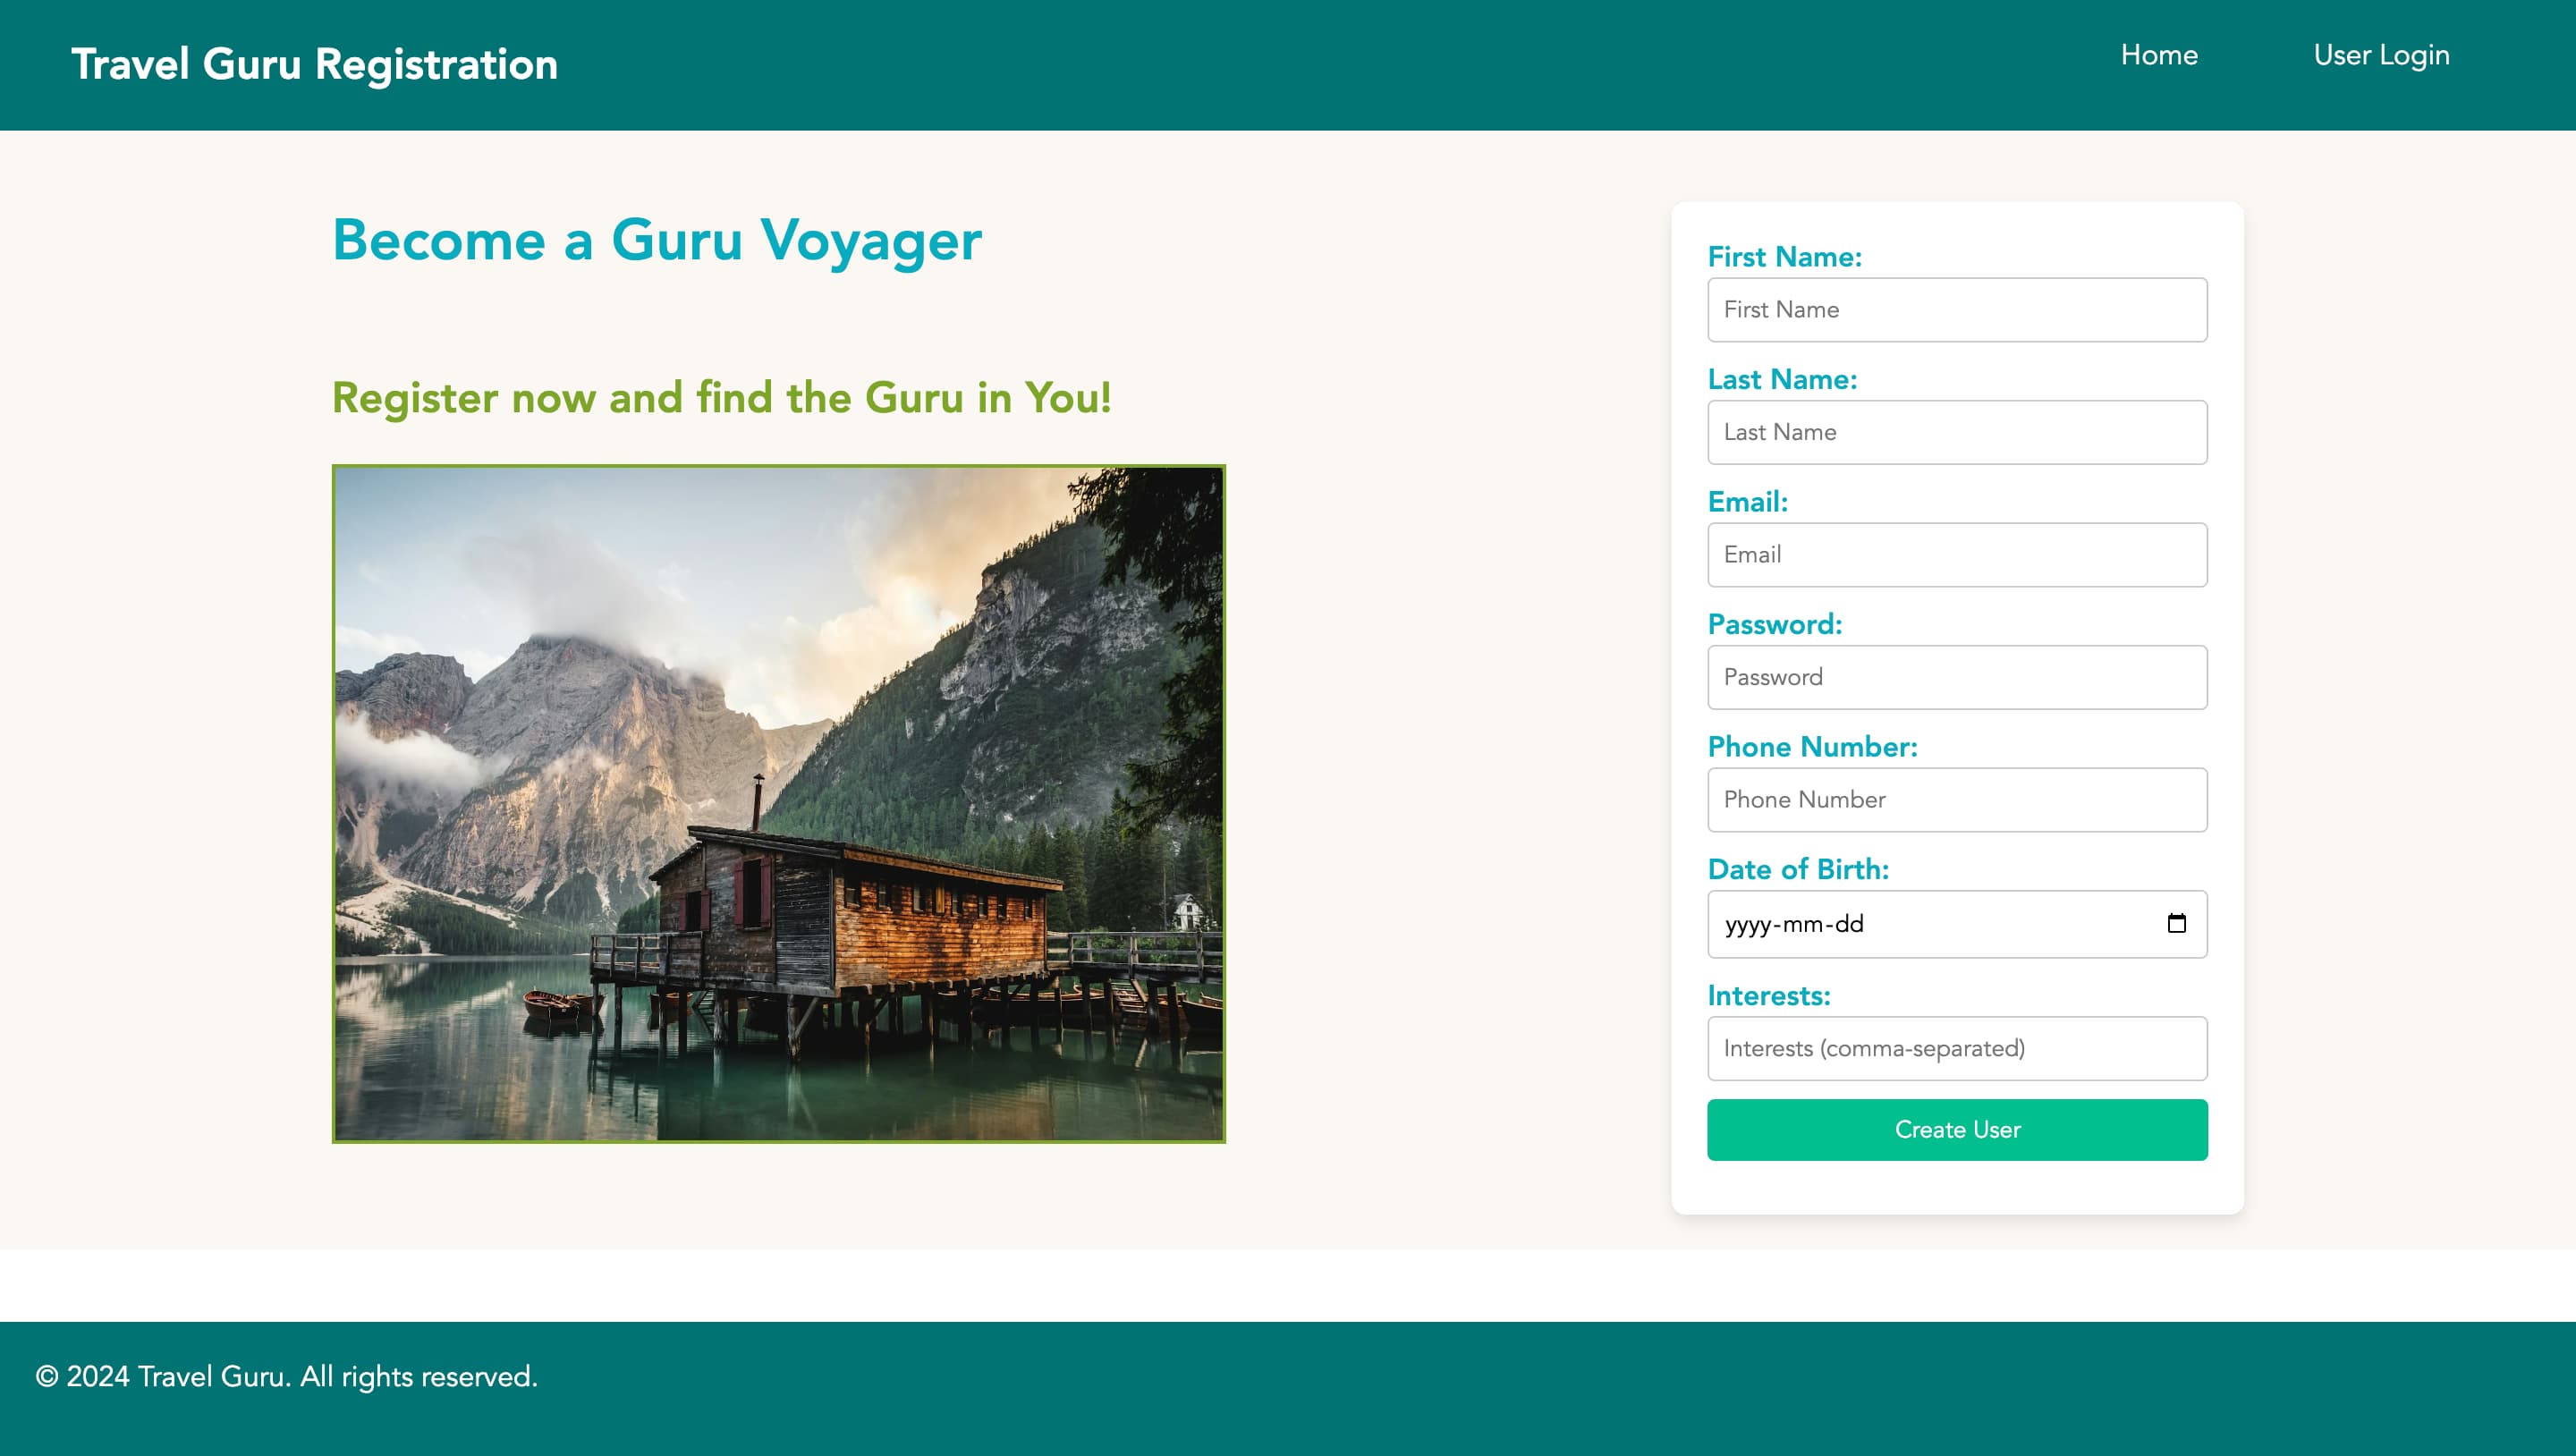 Travel Guru Registration
Home
User Login
Become a Guru Voyager
Register now and find the Guru in You!
First Name:
First Name
Last Name:
Last Name
Email:
Email
Password:
Password
Phone Number:
Phone Number
Date of Birth:
yyyy-mm-dd
Interests:
Interests (comma-separated)
Create User
© 2024 Travel Guru. All rights reserved.